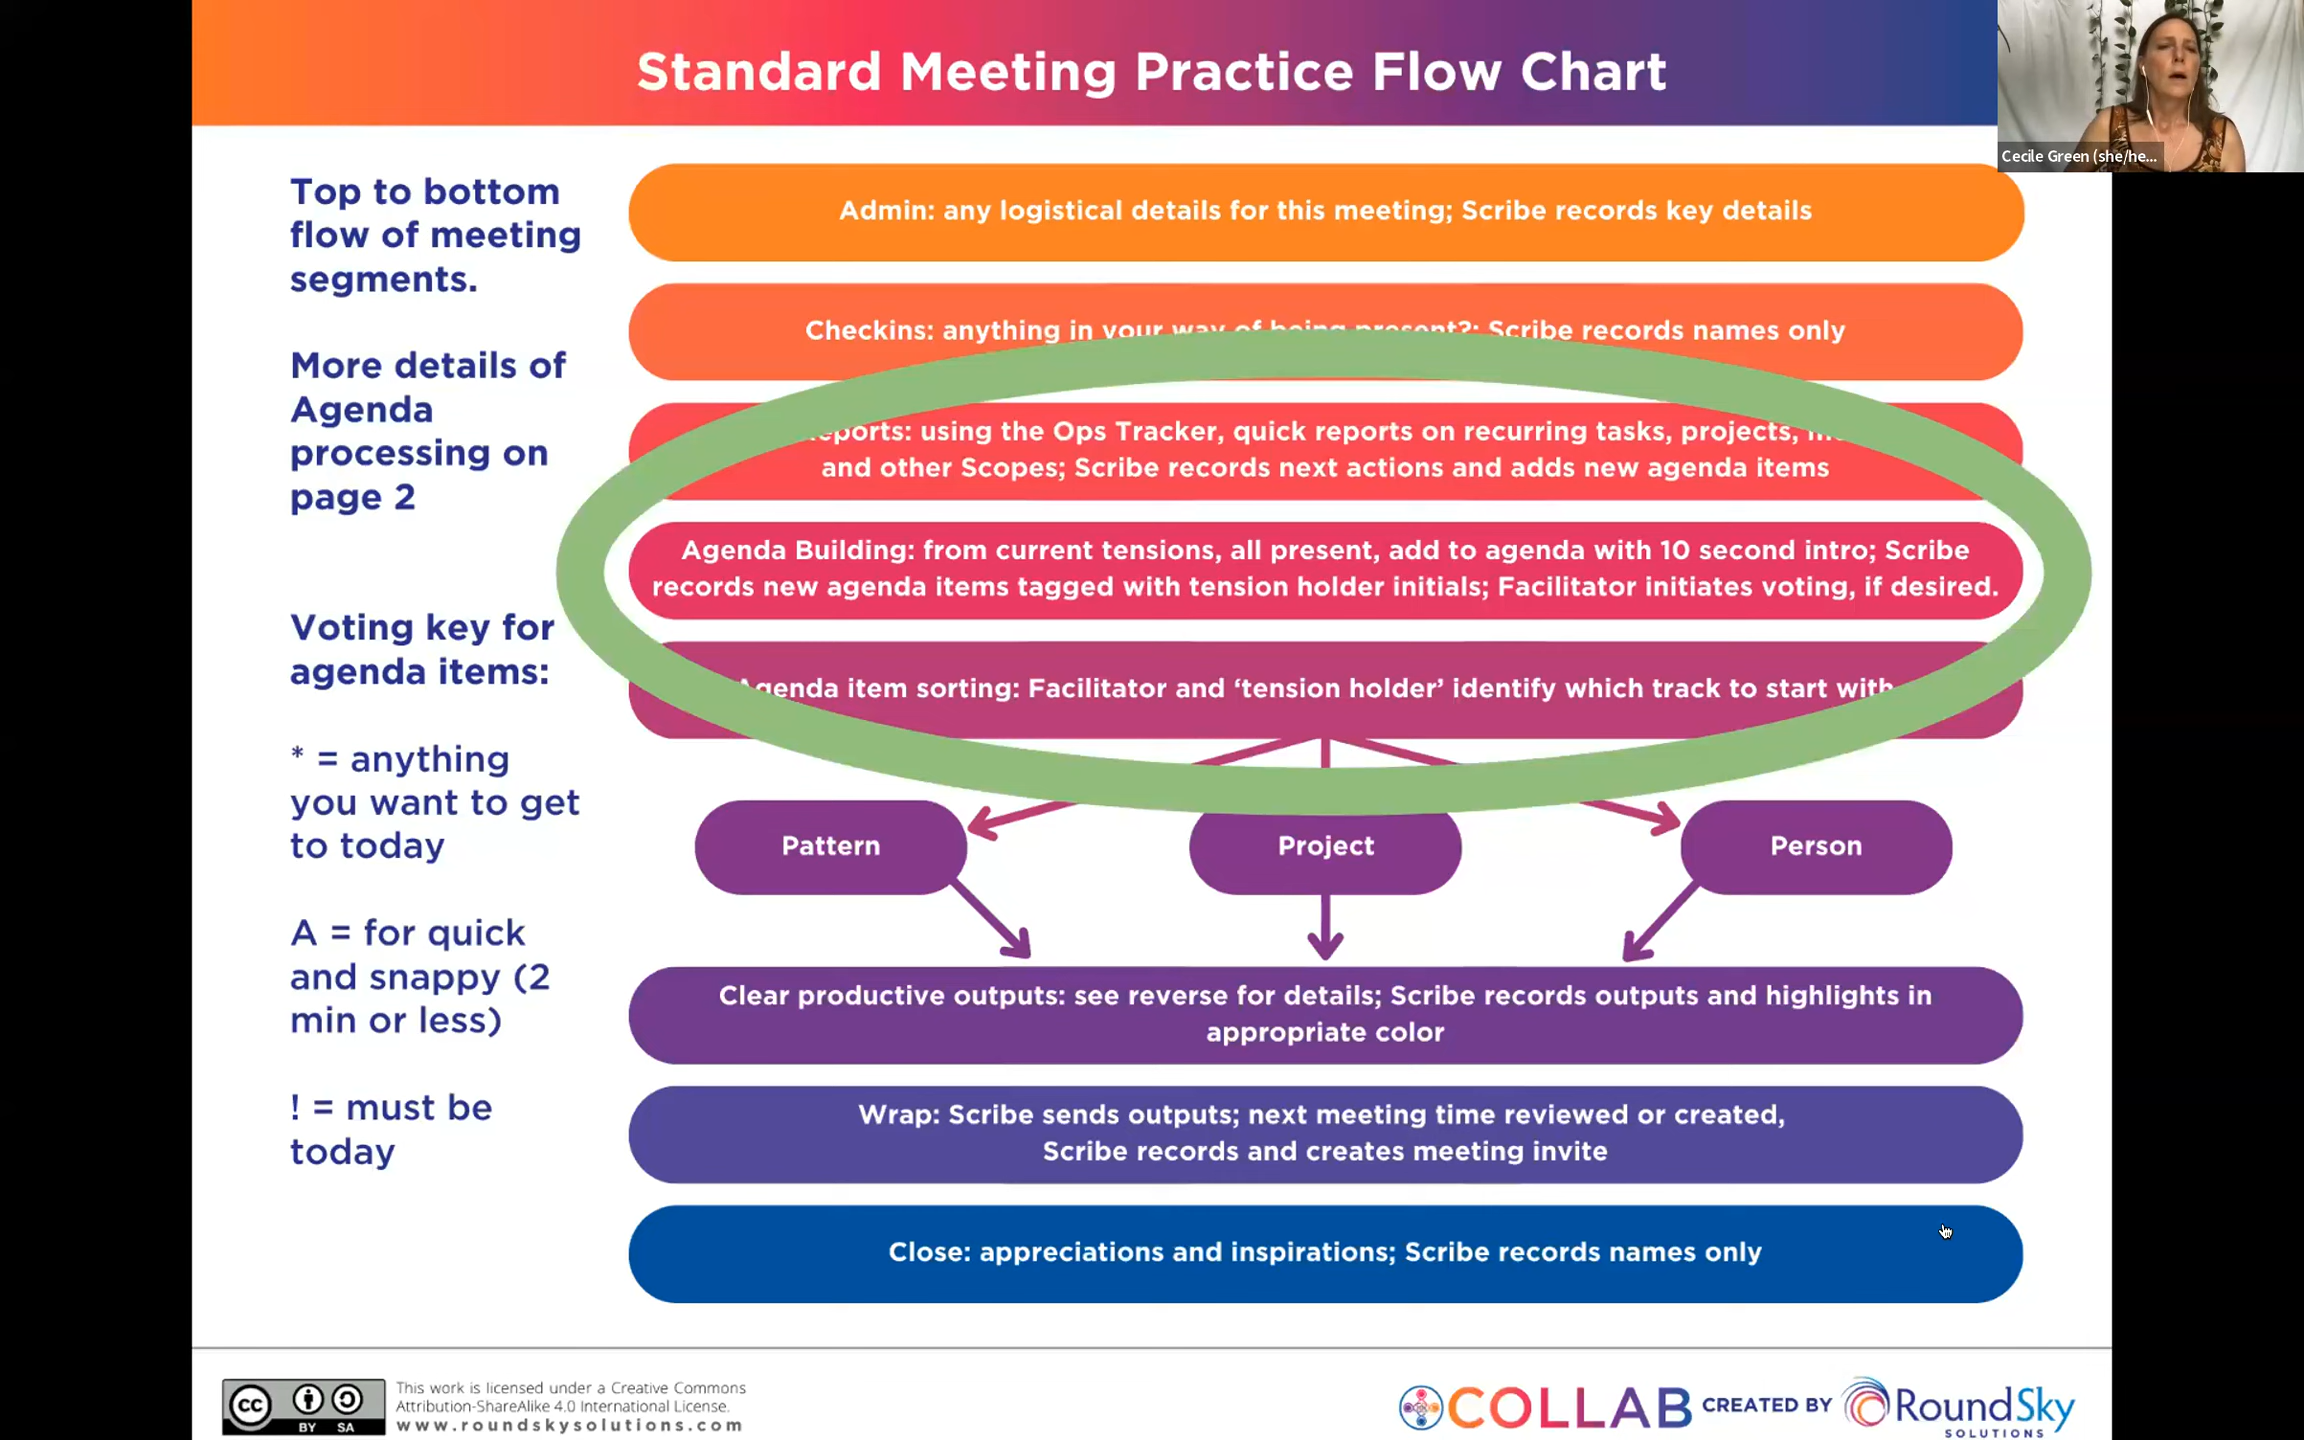 Standard Meeting Practice Flow Chart
Cecile Green (she/he...
Top to bottom
flow of meeting
segments.
More details of
Agenda
processing on
page 2
Voting key for
agenda items:
* = anything
you want to get
to today
A = for quick
and snappy (2
min or less)
! = must be
today
Admin: any logistical details for this meeting; Scribe records key details
Checkins: anything in your way of being present?; Scribe records names only
Reports: using the Ops Tracker, quick reports on recurring tasks, projects,
and other Scopes; Scribe records next actions and adds new agenda items
Agenda Building: from current tensions, all present, add to agenda with 10 second intro; Scribe
records new agenda items tagged with tension holder initials; Facilitator initiates voting, if desired.
Agenda item sorting: Facilitator and ‘tension holder’ identify which track to start with
Pattern
Project
Person
Clear productive outputs: see reverse for details; Scribe records outputs and highlights in
appropriate color
Wrap: Scribe sends outputs; next meeting time reviewed or created,
Scribe records and creates meeting invite
Close: appreciations and inspirations; Scribe records names only
cc BY SA
This work is licensed under a Creative Commons
Attribution-ShareAlike 4.0 International License.
www.roundskysolutions.com
COLLAB CREATED BY RoundSky
SOLUTIONS